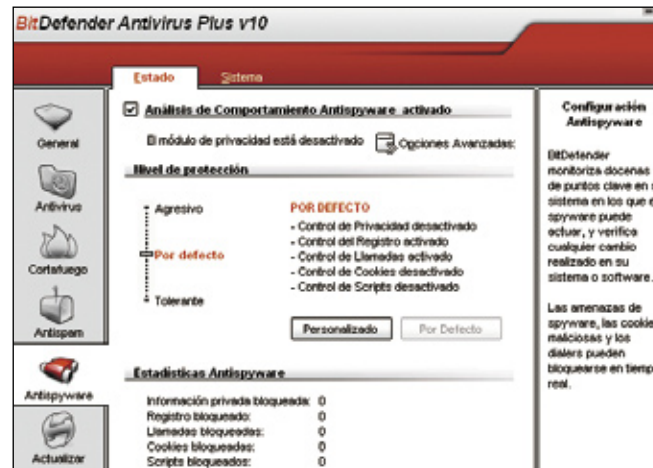 BitDefender Antivirus Plus v10
Estado Sistema
General
Antivirus
Cortafuego
Antispam
Antispyware
Actualizar
Análisis de Comportamiento Antispyware activado
El módulo de privacidad está desactivado Opciones Avanzadas:
Nivel de protección
Agresivo
Por defecto
Tolerante
POR DEFECTO
- Control de Privacidad desactivado
- Control del Registro activado
- Control de Llamadas activado
- Control de Cookies desactivado
- Control de Scripts desactivado
Personalizado Por Defecto
Estadísticas Antispyware
Información privada bloqueada: 0
Registro bloqueado: 0
Llamadas bloqueadas: 0
Cookies bloqueadas: 0
Scripts bloqueados: 0
Configuración
Antispyware
BitDefender
monitoriza docenas
de puntos clave en s
sistema en los que e
spyware puede
actuar, y verifica
cualquier cambio
realizado en su
sistema o software.
Las amenazas de
spyware, las cookie
maliciosas y los
dialers pueden
bloquearse en tiemp
real.